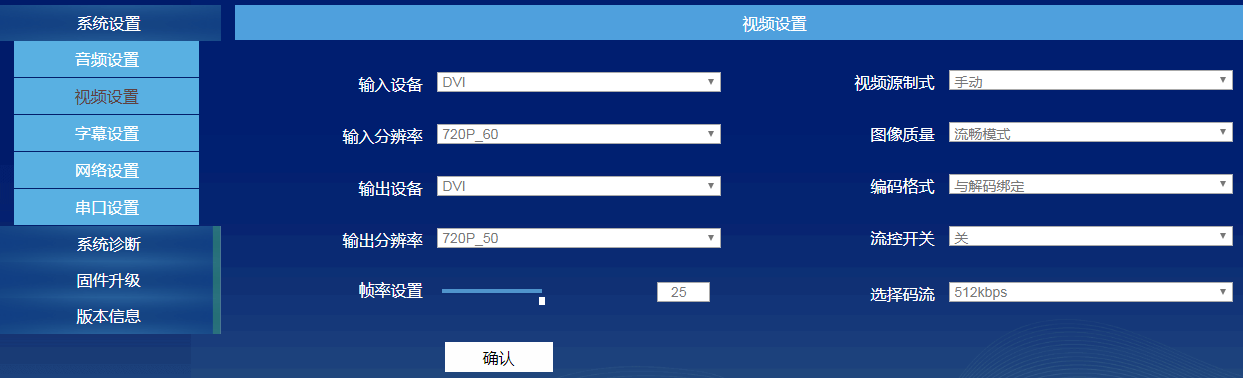 系统设置
音频设置
视频设置
字幕设置
网络设置
串口设置
系统诊断
固件升级
版本信息
视频设置
输入设备 DVI
视频源制式 手动
输入分辨率 720P_60
图像质量 流畅模式
输出设备 DVI
编码格式 与解码绑定
输出分辨率 720P_50
流控开关 关
帧率设置 25
选择码流 512kbps
确认